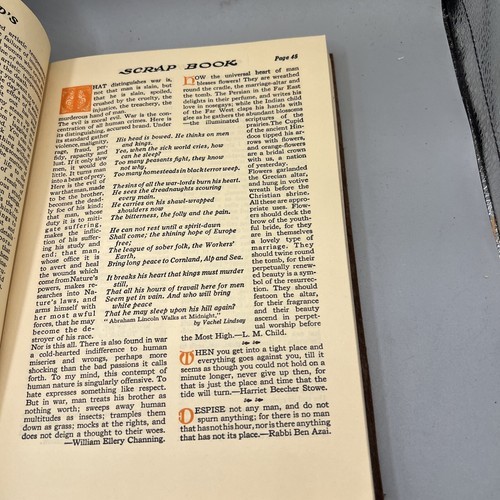 D'S
SCRAP BOOK
Page 45
WHAT distinguishes war is,
not that man is slain, but
that he is slain, spoiled,
crushed by the cruelty, the
injustice, the treachery, the
murderous hand of man.
The evil is moral evil. War is the con-
centration of all human crimes. Here is
its distinguishing, accursed brand. Under
its standard gather
violence, malignity,
rage, fraud, perfi-
dy, rapacity and
lust. If it only slew
man, it would do
little. It turns man
into a beast of prey.
Here is the evil of
war that man, made
to be the brother,
becomes the dead-
ly foe of his kind;
that man, whose
duty it is to miti-
gate suffering,
makes the inflic-
tion of suffering
his study and
end; that man,
whose office it is
to avert and heal
the wounds which
come from Nature's
powers, makes re-
searches into Na-
ture's laws, and
arms himself with
her most awful
forces, that he may
become the de-
stroyer of his race.
Nor is this all. There is also found in war
a cold-hearted indifference to human
miseries and wrongs, perhaps more
shocking than the bad passions it calls
forth. To my mind, this contempt of
human nature is singularly offensive. To
hate expresses something like respect.
But in war, man treats his brother as
nothing worth; sweeps away human
multitudes as insects; tramples them
down as grass; mocks at the rights, and
does not deign a thought to their woes.
—William Ellery Channing.
His head is bowed. He thinks on men
and kings.
Yea, when the sick world cries, how
can he sleep?
Too many peasants fight, they know
not why,
Too many homesteads in black terror weep.
The sins of all the war-lords burn his heart.
He sees the dreadnaughts scouring
every main.
He carries on his shawl-wrapped
shoulders now
The bitterness, the folly and the pain.
He can not rest until a spirit-dawn
Shall come; the shining hope of Europe
free;
The league of sober folk, the Workers'
Earth,
Bring long peace to Cornland, Alp and Sea.
It breaks his heart that kings must murder
still,
That all his hours of travail here for men
Seem yet in vain. And who will bring
white peace
That he may sleep upon his hill again?
"Abraham Lincoln Walks at Midnight,"
by Vachel Lindsay
HOW the universal heart of man
blesses flowers! They are wreathed
round the cradle, the marriage-altar and
the tomb. The Persian in the Far East
delights in their perfume, and writes his
love in nosegays; while the Indian child
of the Far West claps his hands with
glee as he gathers the abundant blossoms
—the illuminated scriptures of the
prairies. The Cupid
of the ancient Hin-
doos tipped his ar-
rows with flowers,
and orange-flowers
are a bridal crown
with us, a nation
of yesterday.
Flowers garlanded
the Grecian altar,
and hung in votive
wreath before the
Christian shrine.
All these are appro-
priate uses. Flow-
ers should deck the
brow of the youth-
ful bride, for they
are in themselves
a lovely type of
marriage. They
should twine round
the tomb, for their
perpetually renew-
ed beauty is a sym-
bol of the resurrec-
tion. They should
festoon the altar,
for their fragrance
and their beauty
ascend in perpet-
ual worship before
the Most High.—L. M. Child.
WHEN you get into a tight place and
everything goes against you, till it
seems as though you could not hold on a
minute longer, never give up then, for
that is just the place and time that the
tide will turn.—Harriet Beecher Stowe.
DESPISE not any man, and do not
spurn anything; for there is no man
that has not his hour, nor is there anything
that has not its place.—Rabbi Ben Azai.